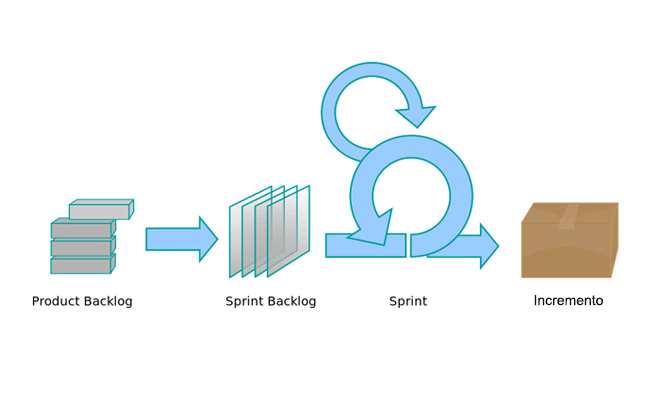 Product Backlog
Sprint Backlog
Sprint
Incremento